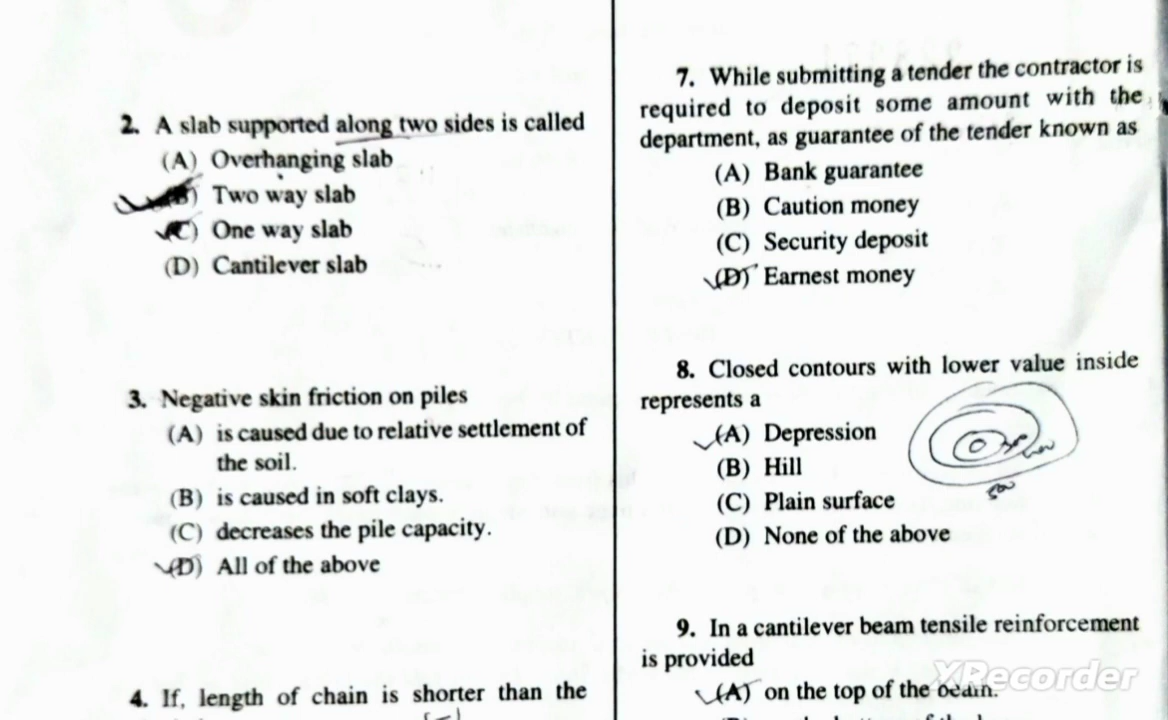 2. A slab supported along two sides is called
(A) Overhanging slab
(B) Two way slab
(C) One way slab
(D) Cantilever slab
3. Negative skin friction on piles
(A) is caused due to relative settlement of
the soil.
(B) is caused in soft clays.
(C) decreases the pile capacity.
(D) All of the above
4. If, length of chain is shorter than the
7. While submitting a tender the contractor is
required to deposit some amount with the
department, as guarantee of the tender known as
(A) Bank guarantee
(B) Caution money
(C) Security deposit
(D) Earnest money
8. Closed contours with lower value inside
represents a
(A) Depression
(B) Hill
(C) Plain surface
(D) None of the above
9. In a cantilever beam tensile reinforcement
is provided
(A) on the top of the beam.
XRecorder